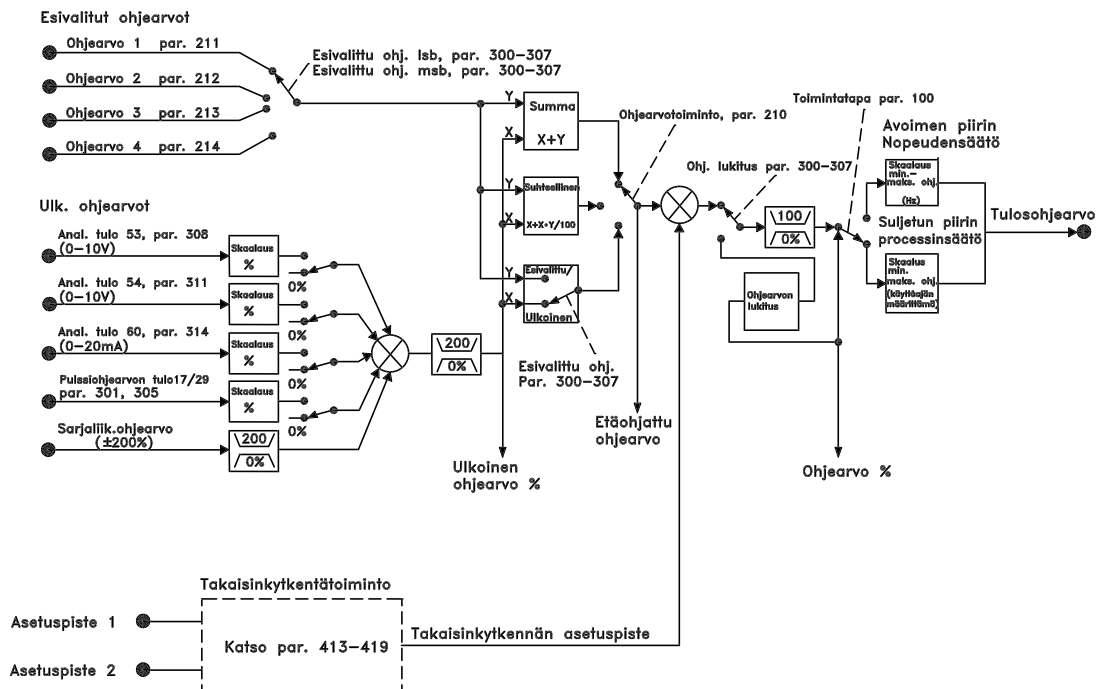 Esivalitut ohjearvot
Ohjearvo 1 par. 211
Ohjearvo 2 par. 212
Ohjearvo 3 par. 213
Ohjearvo 4 par. 214
Esivalittu ohj. lsb, par. 300-307
Esivalittu ohj. msb, par. 300-307
Y
Summa
X
X+Y
Y
Suhteellinen
X
X+X*Y/100
Y
Esivalittu/
X
Ulkoinen
Ohjearvotoiminto, par. 210
Esivalittu ohj.
Par. 300-307
Ohj. lukitus par. 300-307
Toimintatapa par. 100
100
0%
Ohjearvon
lukitus
Avoimen piirin
Nopeudensäätö
Skaalaus
min.-
maks. ohj.
(Hz)
Suljetun piirin
processinsäätö
Skaalus
min.
maks. ohj.
(käyttäjän
määrittämä)
Tulosohjearvo
Ulk. ohjearvot
Anal. tulo 53, par. 308
(0-10V)
Skaalaus
%
0%
Anal. tulo 54, par. 311
(0-10V)
Skaalaus
%
0%
Anal. tulo 60, par. 314
(0-20mA)
Skaalaus
%
0%
Pulssiohjearvon tulo17/29
par. 301, 305
Skaalaus
%
0%
Sarjaliik.ohjearvo
(±200%)
200
0%
200
0%
Ulkoinen
ohjearvo %
Etäohjattu
ohjearvo
Ohjearvo %
Takaisinkytkentätoiminto
Asetuspiste 1
Asetuspiste 2
Katso par. 413-419
Takaisinkytkennän asetuspiste